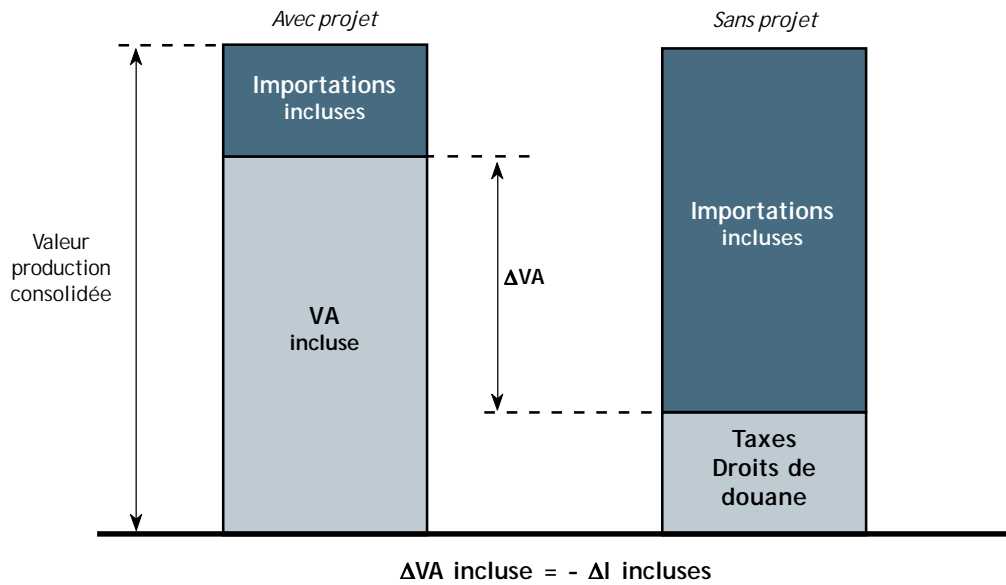 Avec projet
Sans projet
Importations
incluses
Valeur
production
consolidée
VA
incluse
ΔVA
Importations
incluses
Taxes
Droits de
douane
ΔVA incluse = - ΔI incluses